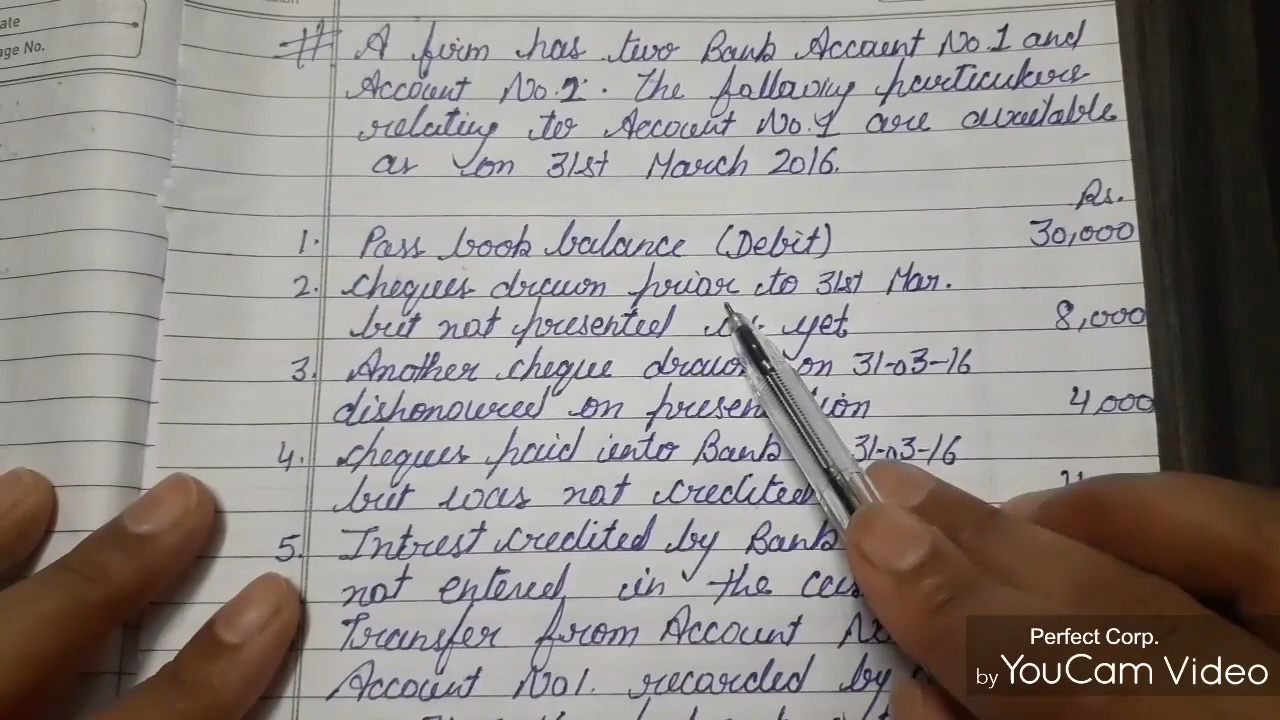 ate
age No.
# A firm has two Bank Account No.1 and
Account No.2. The following particulars
relating to Account No.1 are available
as on 31st March 2016.
Rs.
1. Pass book balance (Debit) 30,000
2. Cheques drawn prior to 31st Mar.
but not presented yet 8,000
3. Another cheque drawn on 31-03-16
dishonoured on presen tion 4,000
4. Cheques paid into Bank 31-03-16
but was not credited
5. Intrest credited by Bank
not entered in the
Transfer from Account
Account No1. recorded by
Perfect Corp.
by YouCam Video